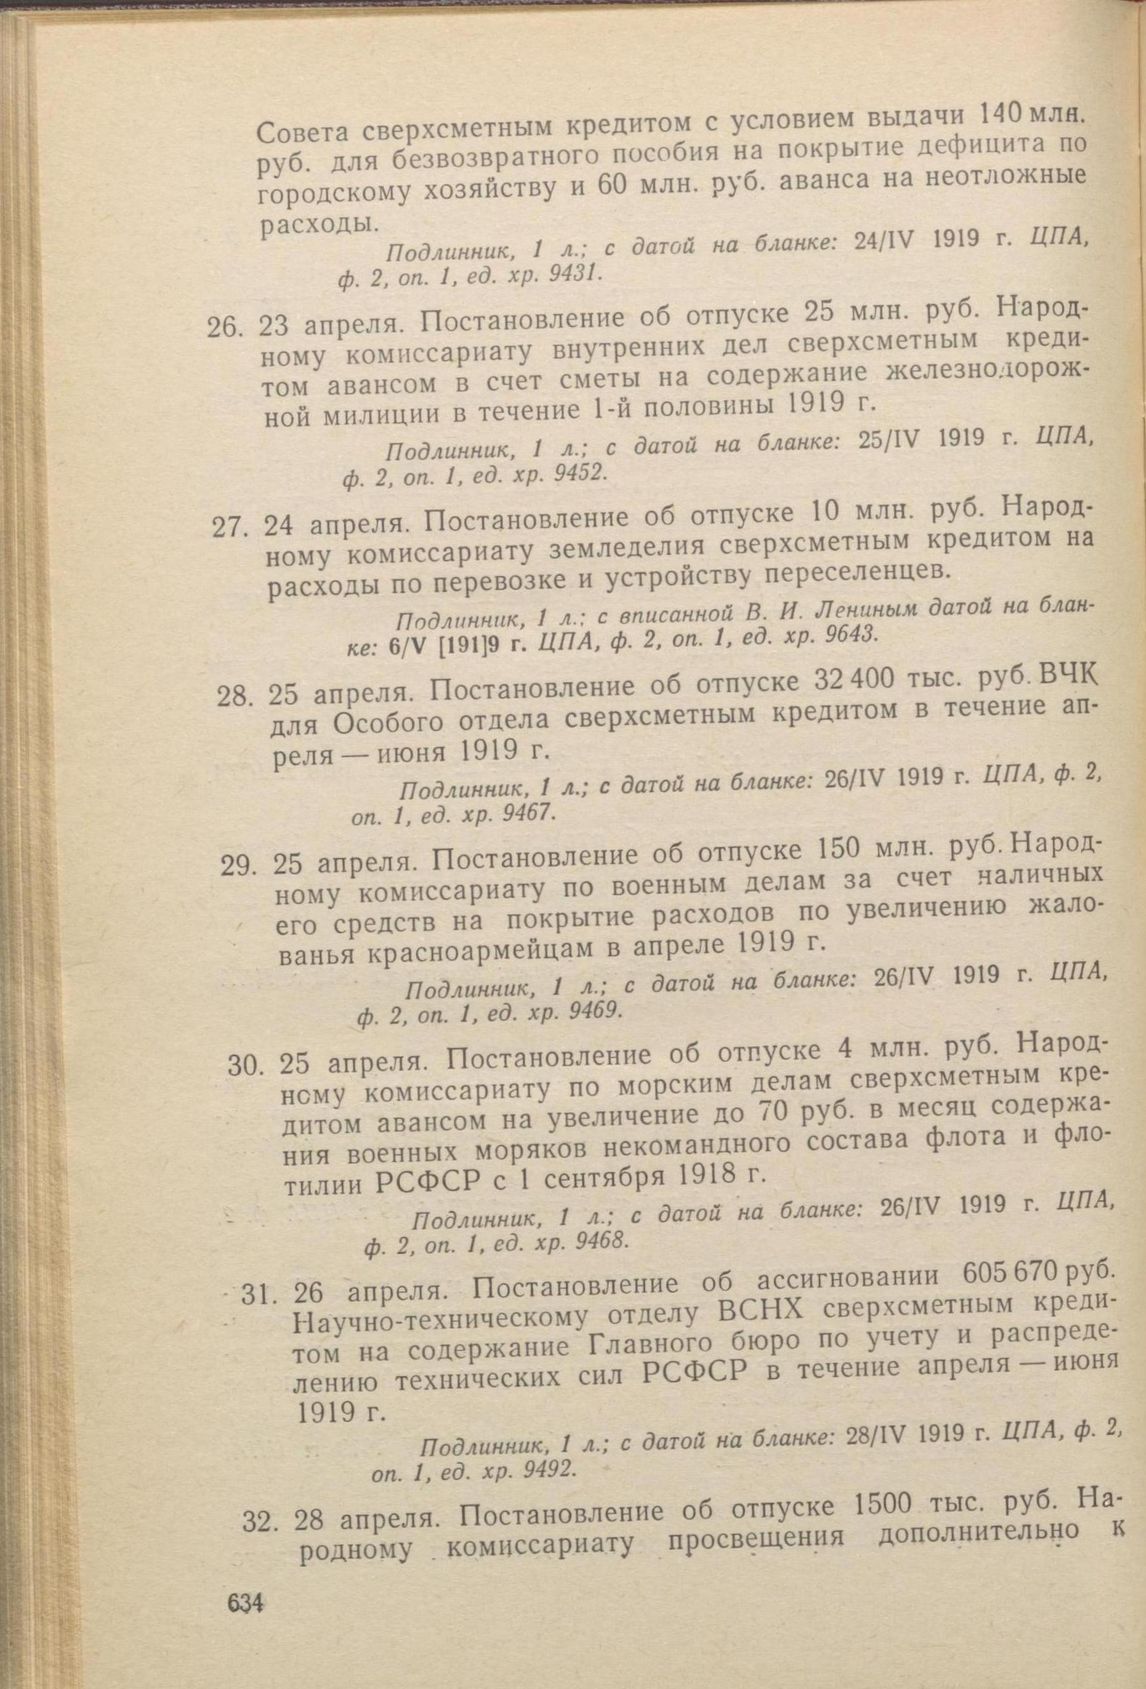 Совета сверхсметным кредитом с условием выдачи 140 млн.
руб. для безвозвратного пособия на покрытие дефицита по
городскому хозяйству и 60 млн. руб. аванса на неотложные
расходы.
Подлинник, 1 л.; с датой на бланке: 24/IV 1919 г. ЦПА,
ф. 2, оп. 1, ед. хр. 9431.
26. 23 апреля. Постановление об отпуске 25 млн. руб. Народ-
ному комиссариату внутренних дел сверхсметным креди-
том авансом в счет сметы на содержание железнодорож-
ной милиции в течение 1-й половины 1919 г.
Подлинник, 1 л.; с датой на бланке: 25/IV 1919 г. ЦПА,
ф. 2, оп. 1, ед. хр. 9452.
27. 24 апреля. Постановление об отпуске 10 млн. руб. Народ-
ному комиссариату земледелия сверхсметным кредитом на
расходы по перевозке и устройству переселенцев.
Подлинник, 1 л.; с вписанной В. И. Лениным датой на блан-
ке: 6/V [191]9 г. ЦПА, ф. 2, оп. 1, ед. хр. 9643.
28. 25 апреля. Постановление об отпуске 32 400 тыс. руб. ВЧК
для Особого отдела сверхсметным кредитом в течение ап-
реля — июня 1919 г.
Подлинник, 1 л.; с датой на бланке: 26/IV 1919 г. ЦПА, ф. 2,
оп. 1, ед. хр. 9467.
29. 25 апреля. Постановление об отпуске 150 млн. руб. Народ-
ному комиссариату по военным делам за счет наличных
его средств на покрытие расходов по увеличению жало-
ванья красноармейцам в апреле 1919 г.
Подлинник, 1 л.; с датой на бланке: 26/IV 1919 г. ЦПА,
ф. 2, оп. 1, ед. хр. 9469.
30. 25 апреля. Постановление об отпуске 4 млн. руб. Народ-
ному комиссариату по морским делам сверхсметным кре-
дитом авансом на увеличение до 70 руб. в месяц содержа-
ния военных моряков некомандного состава флота и фло-
тилии РСФСР с 1 сентября 1918 г.
Подлинник, 1 л.; с датой на бланке: 26/IV 1919 г. ЦПА,
ф. 2, оп. 1, ед. хр. 9468.
31. 26 апреля. Постановление об ассигновании 605 670 руб.
Научно-техническому отделу ВСНХ сверхсметным креди-
том на содержание Главного бюро по учету и распреде-
лению технических сил РСФСР в течение апреля — июня
1919 г.
Подлинник, 1 л.; с датой на бланке: 28/IV 1919 г. ЦПА, ф. 2,
оп. 1, ед. хр. 9492.
32. 28 апреля. Постановление об отпуске 1500 тыс. руб. На-
родному комиссариату просвещения дополнительно к
634